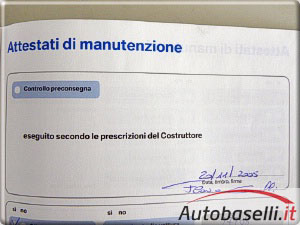 Attestati di manutenzione
Controllo preconsegna
eseguito secondo le prescrizioni del Costruttore
20/11/2005
Data, timbro, firma
si no
si no
Autobaselli.it